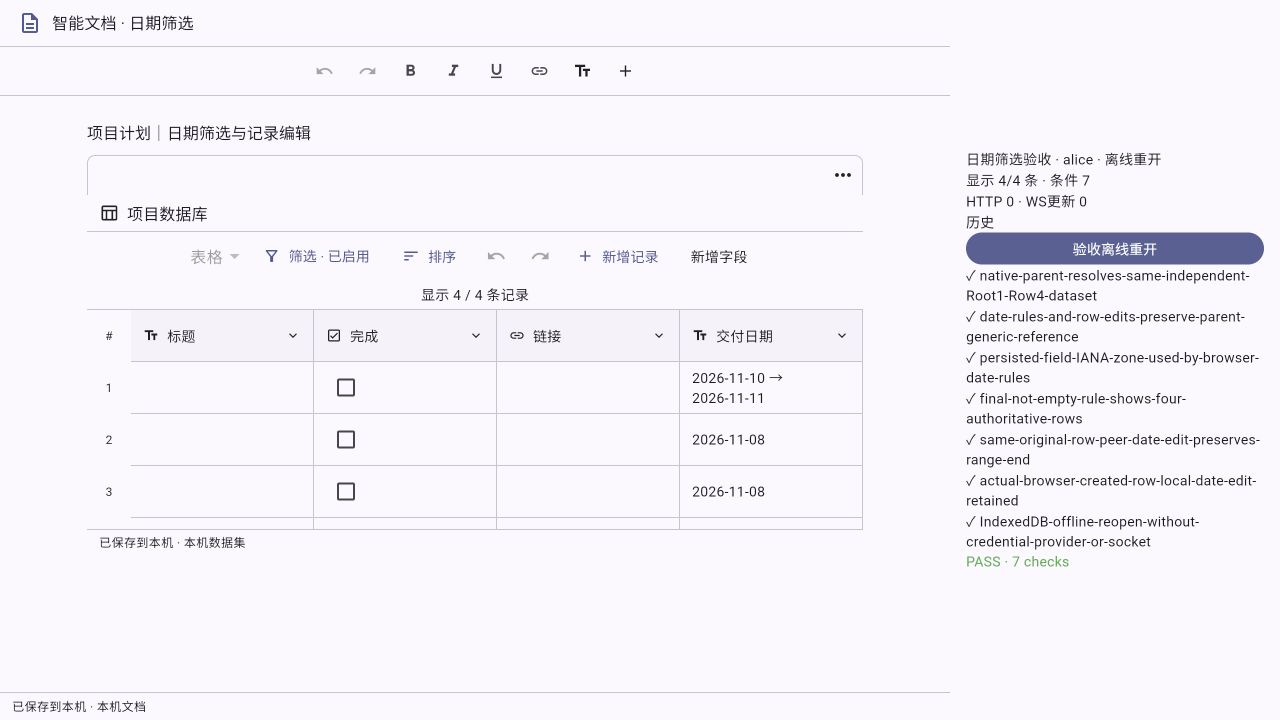 智能文档 · 日期筛选
项目计划｜日期筛选与记录编辑
项目数据库
表格 筛选 · 已启用 排序 新增记录 新增字段
显示 4 / 4 条记录
# 标题 完成 链接 交付日期
1 2026-11-10 →
2026-11-11
2 2026-11-08
3 2026-11-08
已保存到本机 · 本机数据集
已保存到本机 · 本机文档
日期筛选验收 · alice · 离线重开
显示 4/4 条 · 条件 7
HTTP 0 · WS更新 0
历史
验收离线重开
✓ native-parent-resolves-same-independent-
Root1-Row4-dataset
✓ date-rules-and-row-edits-preserve-parent-
generic-reference
✓ persisted-field-IANA-zone-used-by-browser-
date-rules
✓ final-not-empty-rule-shows-four-
authoritative-rows
✓ same-original-row-peer-date-edit-preserves-
range-end
✓ actual-browser-created-row-local-date-edit-
retained
✓ IndexedDB-offline-reopen-without-
credential-provider-or-socket
PASS · 7 checks